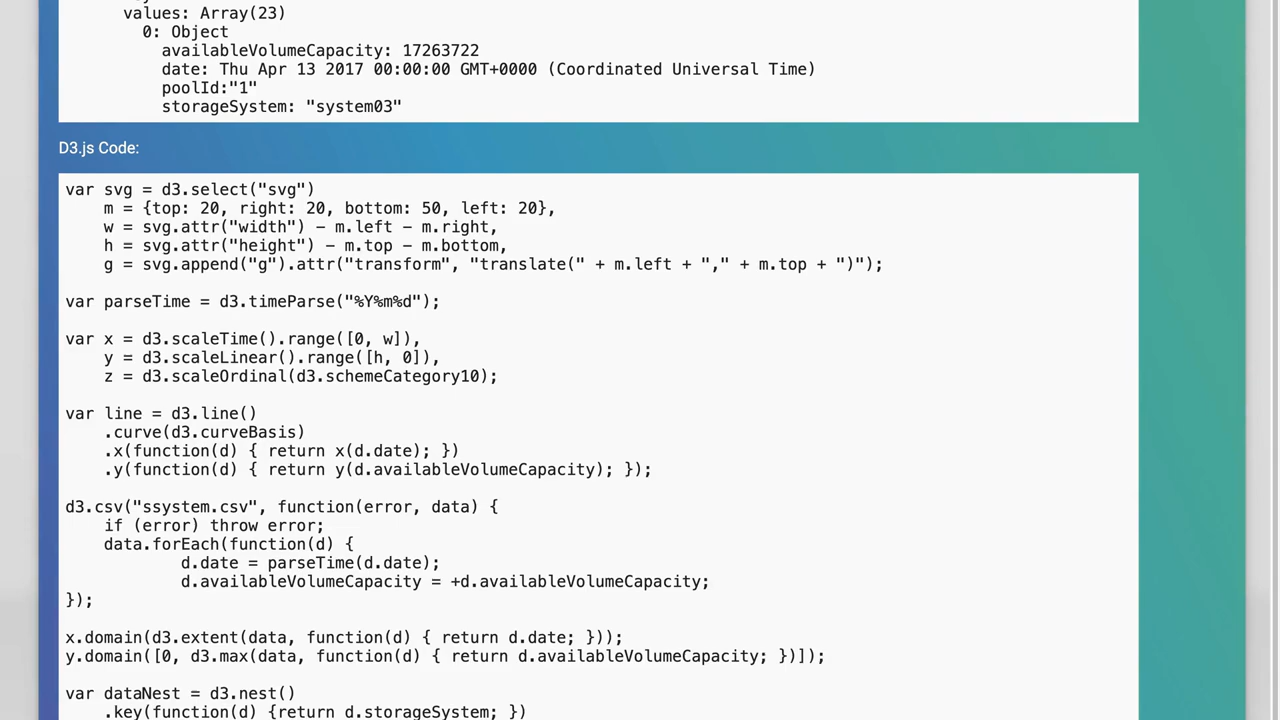 values: Array(23)
0: Object
availableVolumeCapacity: 17263722
date: Thu Apr 13 2017 00:00:00 GMT+0000 (Coordinated Universal Time)
poolId:"1"
storageSystem: "system03"
D3.js Code:
var svg = d3.select("svg")
m = {top: 20, right: 20, bottom: 50, left: 20},
w = svg.attr("width") - m.left - m.right,
h = svg.attr("height") - m.top - m.bottom,
g = svg.append("g").attr("transform", "translate(" + m.left + "," + m.top + ")");
var parseTime = d3.timeParse("%Y%m%d");
var x = d3.scaleTime().range([0, w]),
y = d3.scaleLinear().range([h, 0]),
z = d3.scaleOrdinal(d3.schemeCategory10);
var line = d3.line()
.curve(d3.curveBasis)
.x(function(d) { return x(d.date); })
.y(function(d) { return y(d.availableVolumeCapacity); });
d3.csv("ssystem.csv", function(error, data) {
if (error) throw error;
data.forEach(function(d) {
d.date = parseTime(d.date);
d.availableVolumeCapacity = +d.availableVolumeCapacity;
});
x.domain(d3.extent(data, function(d) { return d.date; }));
y.domain([0, d3.max(data, function(d) { return d.availableVolumeCapacity; })]);
var dataNest = d3.nest()
.key(function(d) {return d.storageSystem; })